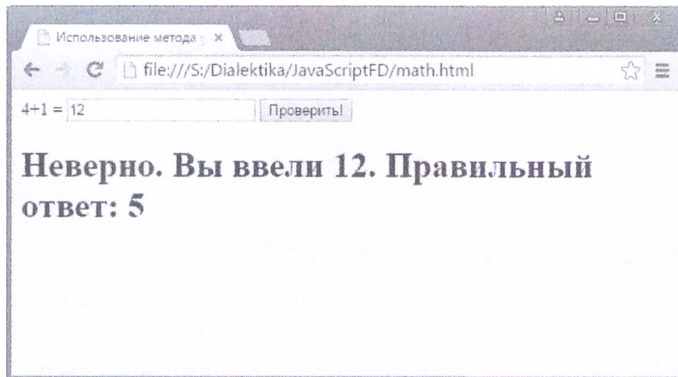 Использование метода
file:///S:/Dialektika/JavaScriptFD/math.html
4+1 = 12 Проверить!
Неверно. Вы ввели 12. Правильный
ответ: 5